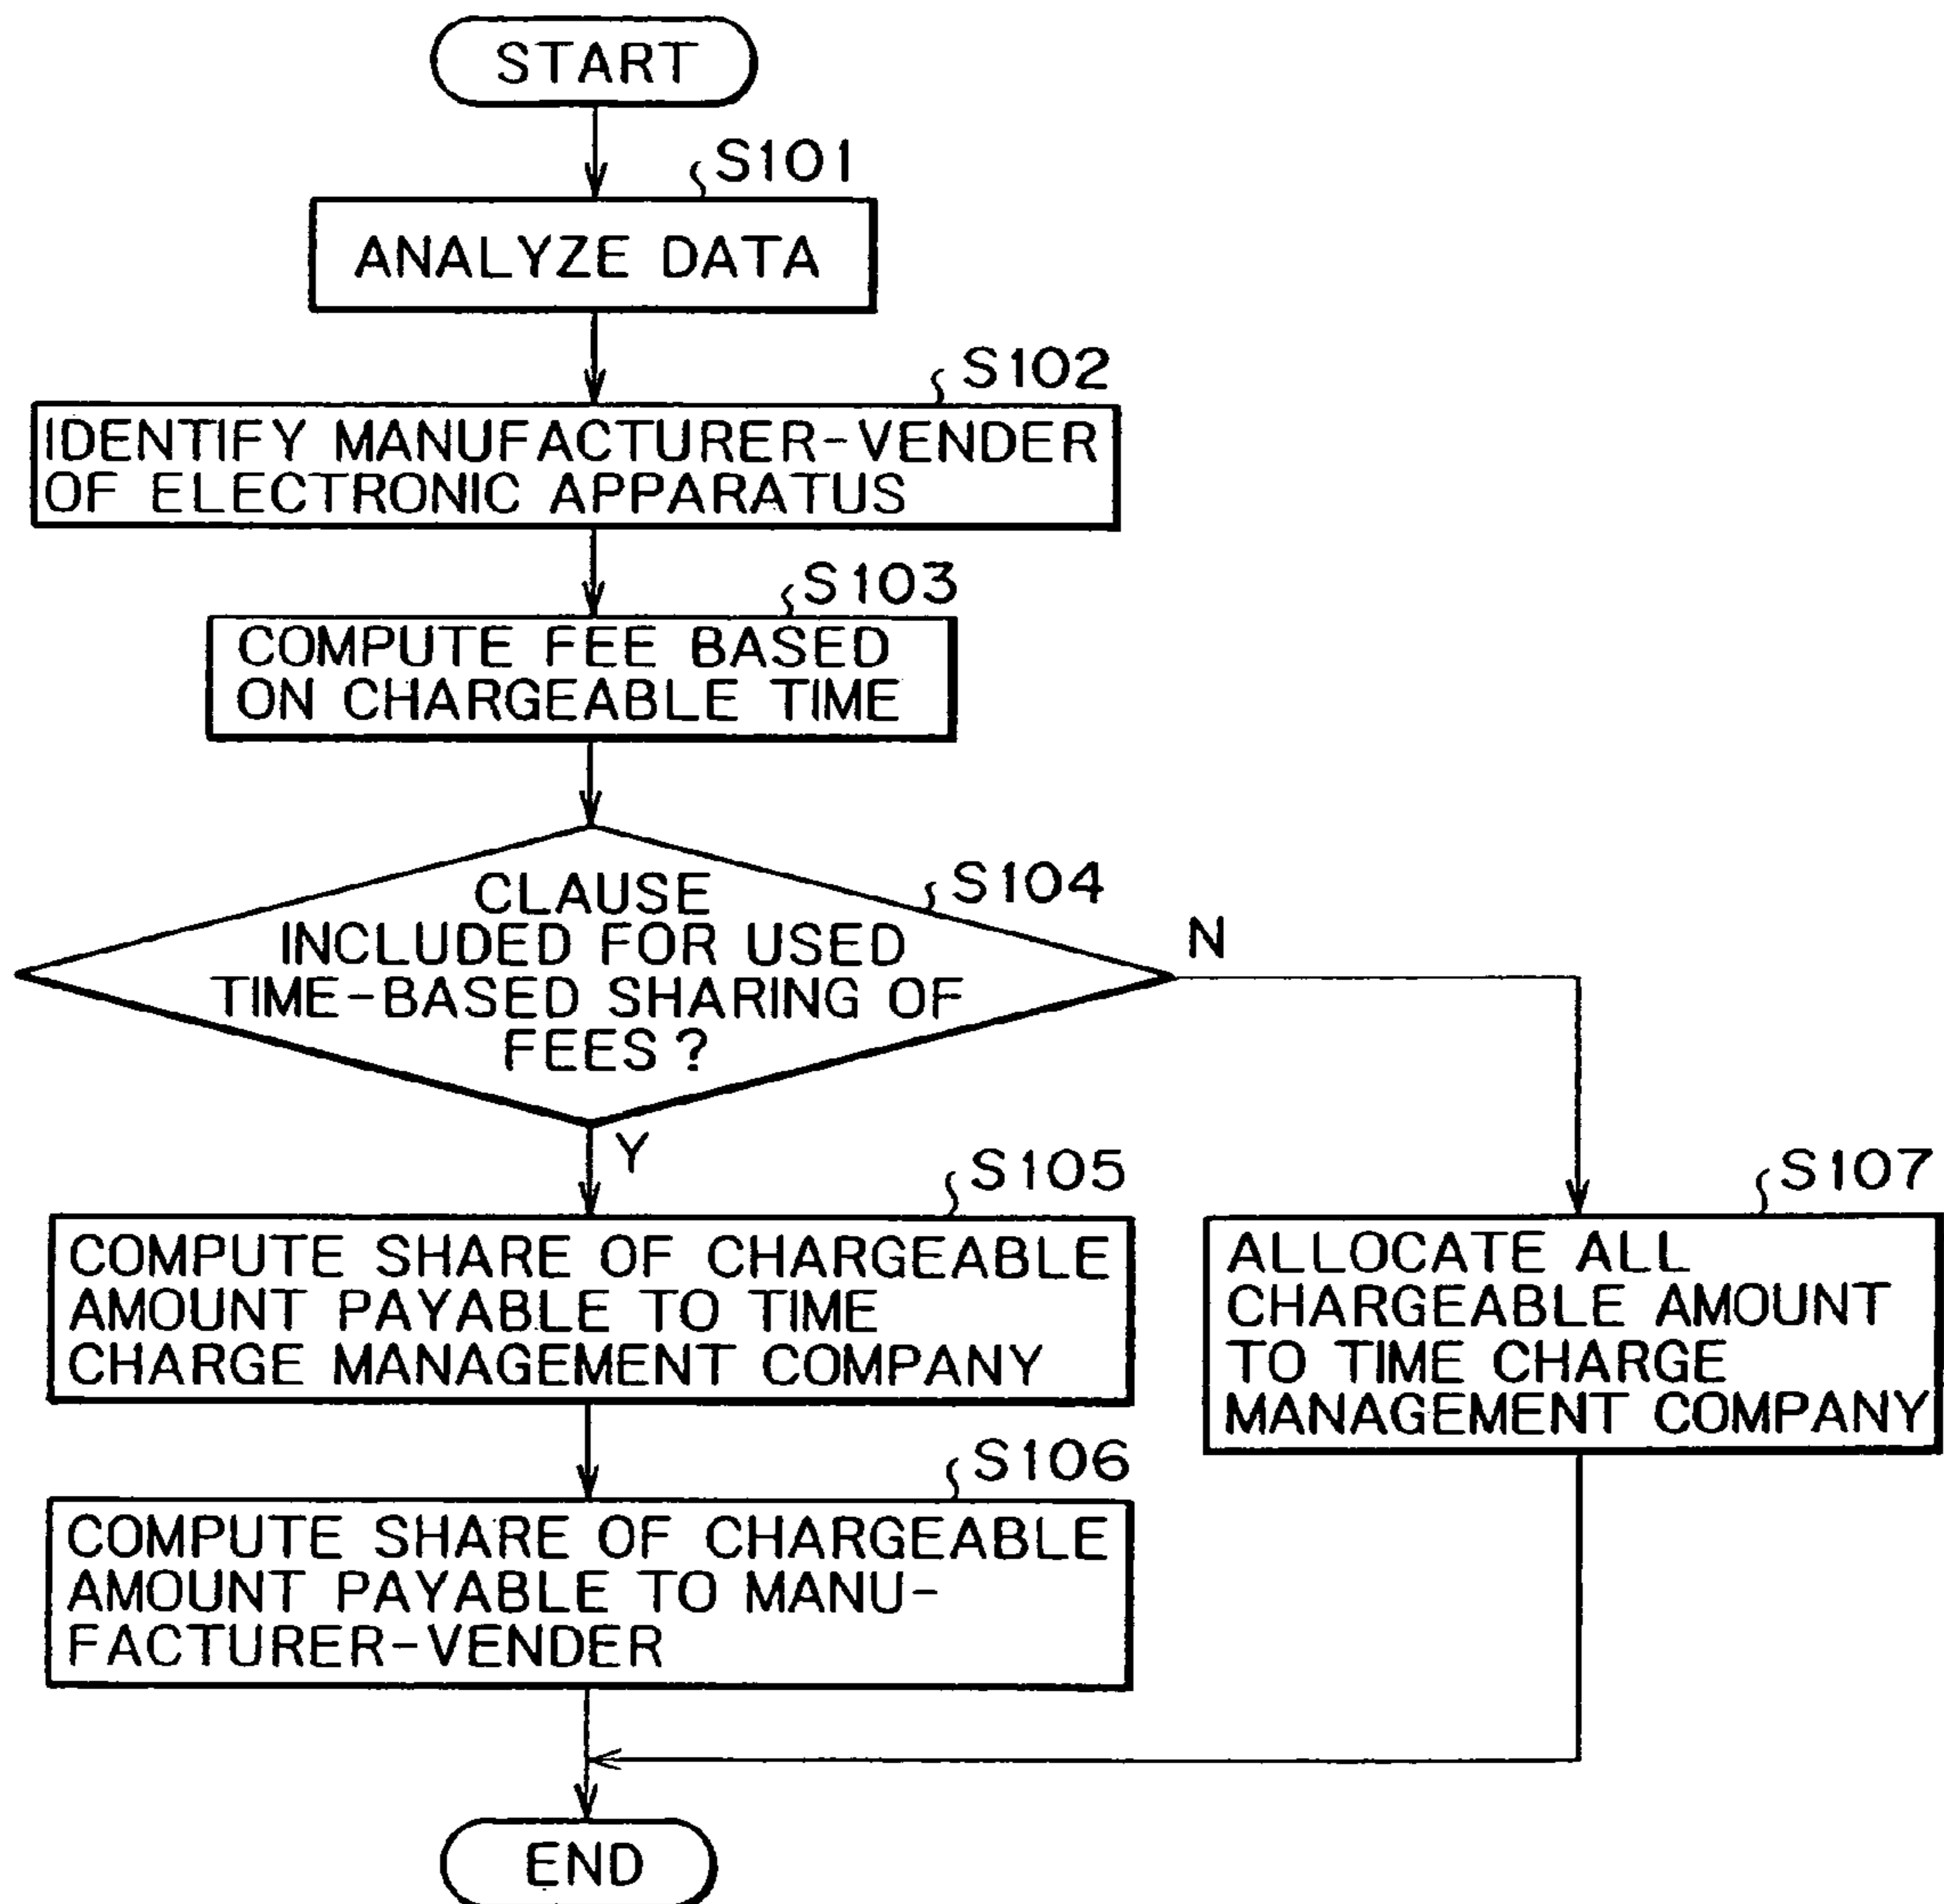 START
S101
ANALYZE DATA
S102
IDENTIFY MANUFACTURER-VENDER
OF ELECTRONIC APPARATUS
S103
COMPUTE FEE BASED
ON CHARGEABLE TIME
S104
CLAUSE
INCLUDED FOR USED
TIME-BASED SHARING OF
FEES?
N
Y
S105
COMPUTE SHARE OF CHARGEABLE
AMOUNT PAYABLE TO TIME
CHARGE MANAGEMENT COMPANY
S107
ALLOCATE ALL
CHARGEABLE AMOUNT
TO TIME CHARGE
MANAGEMENT COMPANY
S106
COMPUTE SHARE OF CHARGEABLE
AMOUNT PAYABLE TO MANU-
FACTURER-VENDER
END